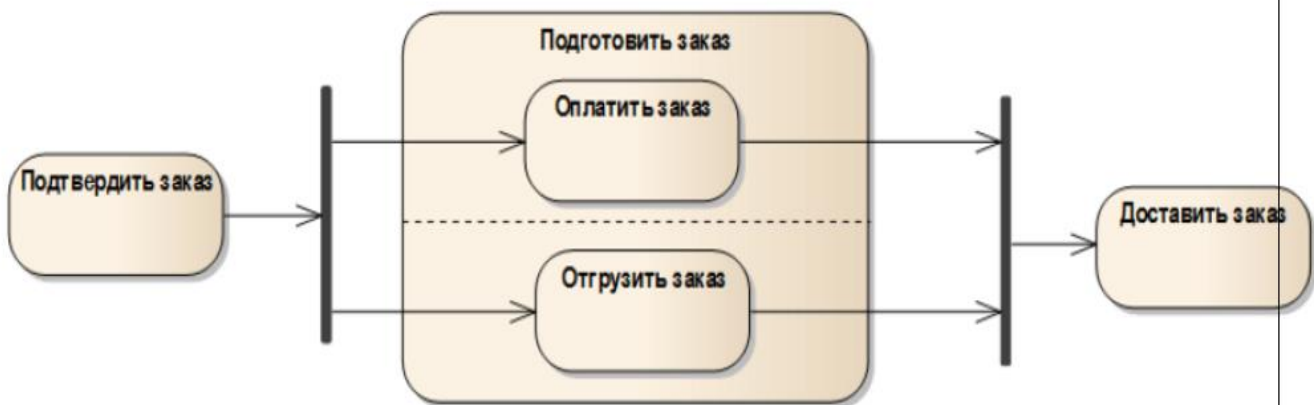 Подготовить заказ
Оплатить заказ
Подтвердить заказ
Доставить заказ
Отгрузить заказ